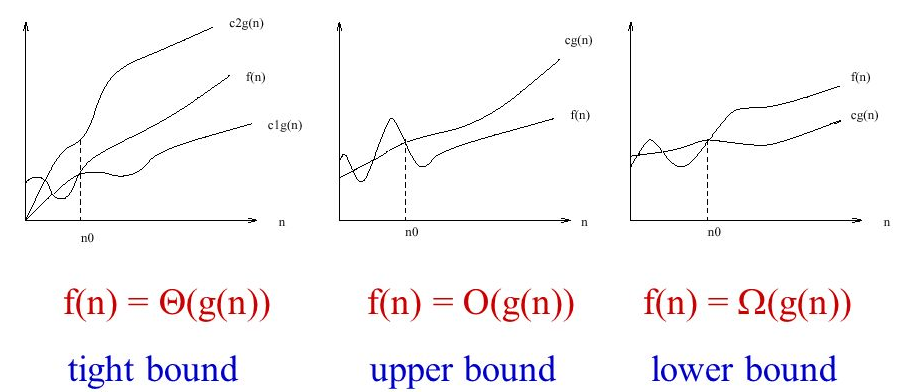 c2g(n)
f(n)
c1g(n)
n
n0
cg(n)
f(n)
n
n0
f(n)
cg(n)
n
n0
f(n) = Θ(g(n))
f(n) = O(g(n))
f(n) = Ω(g(n))
tight bound
upper bound
lower bound